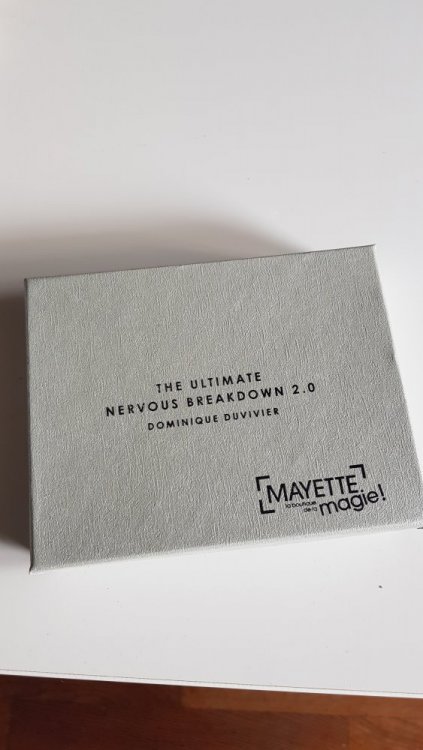 THE ULTIMATE
NERVOUS BREAKDOWN 2.0
DOMINIQUE DUVIVIER
MAYETTE
la boutique
de la magie!